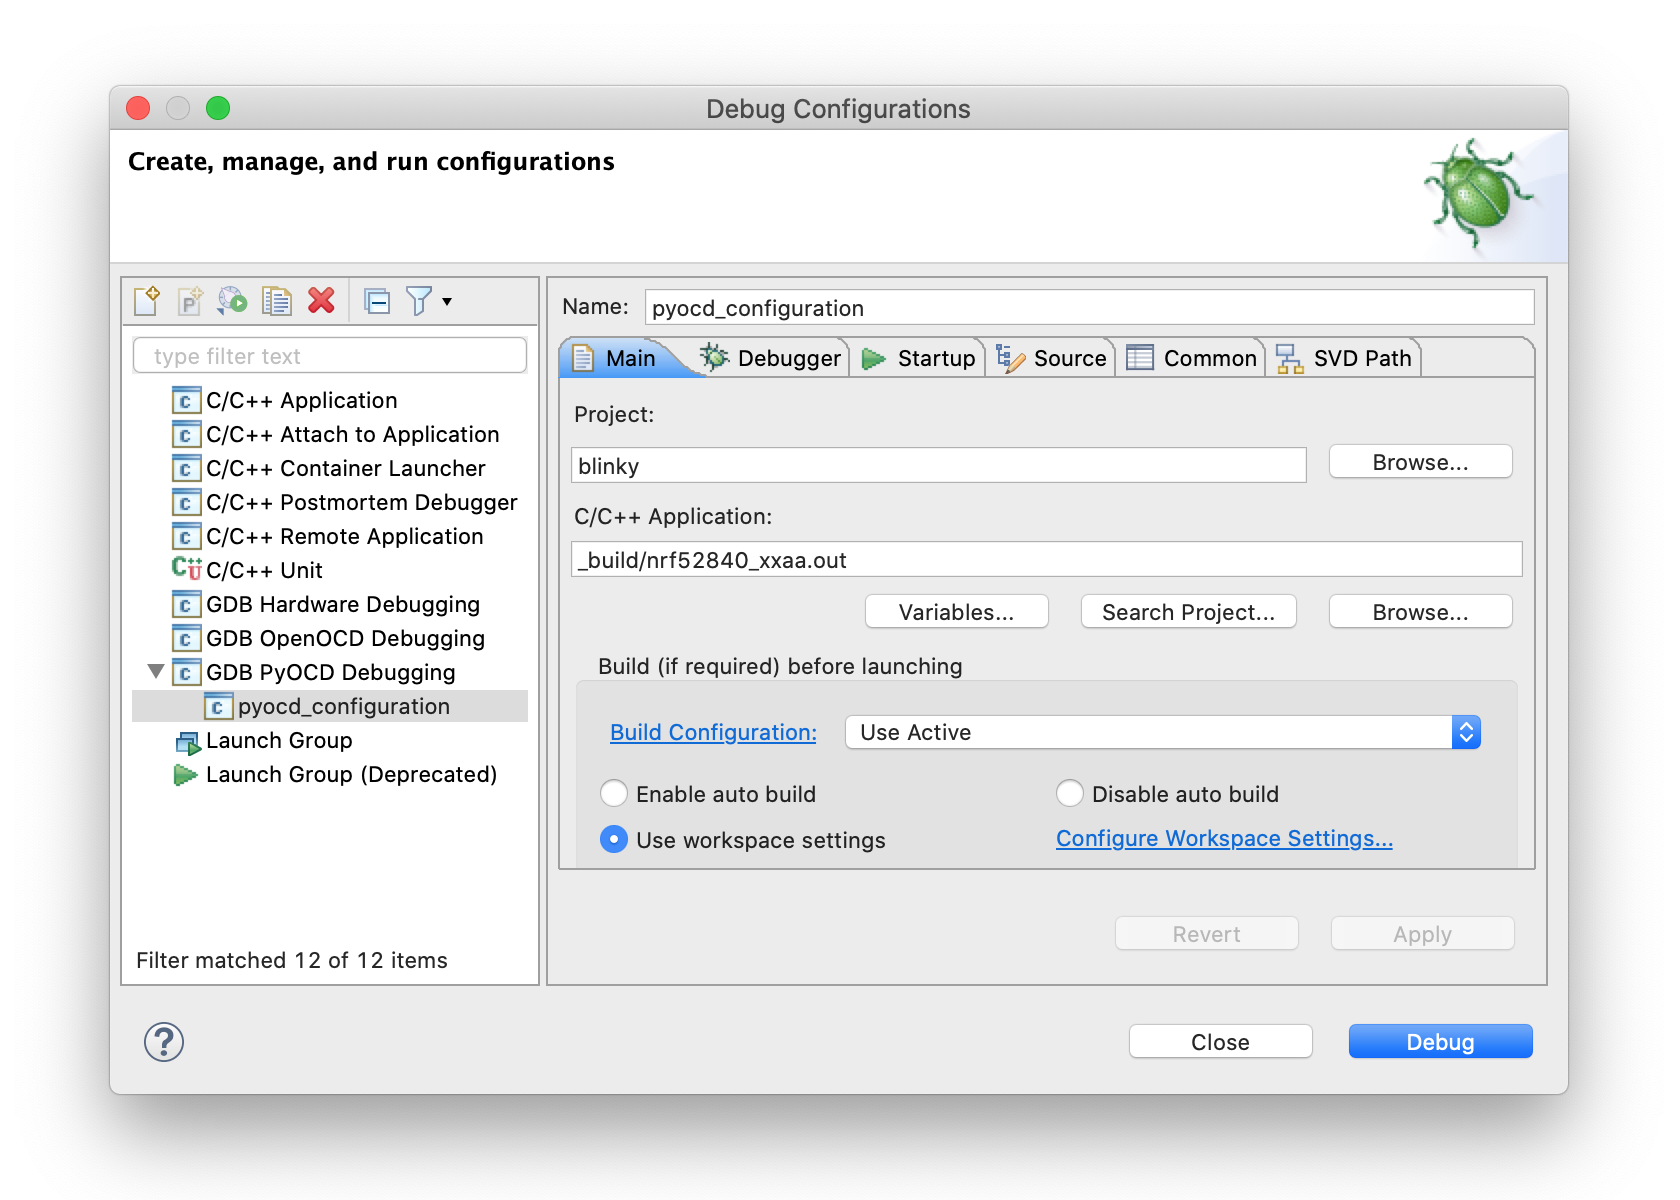 Debug Configurations
Create, manage, and run configurations
type filter text
C/C++ Application
C/C++ Attach to Application
C/C++ Container Launcher
C/C++ Postmortem Debugger
C/C++ Remote Application
C/C++ Unit
GDB Hardware Debugging
GDB OpenOCD Debugging
GDB PyOCD Debugging
pyocd_configuration
Launch Group
Launch Group (Deprecated)
Filter matched 12 of 12 items
Name: pyocd_configuration
Main Debugger Startup Source Common SVD Path
Project:
blinky Browse...
C/C++ Application:
_build/nrf52840_xxaa.out
Variables... Search Project... Browse...
Build (if required) before launching
Build Configuration: Use Active
Enable auto build Disable auto build
Use workspace settings Configure Workspace Settings...
Revert Apply
Close Debug